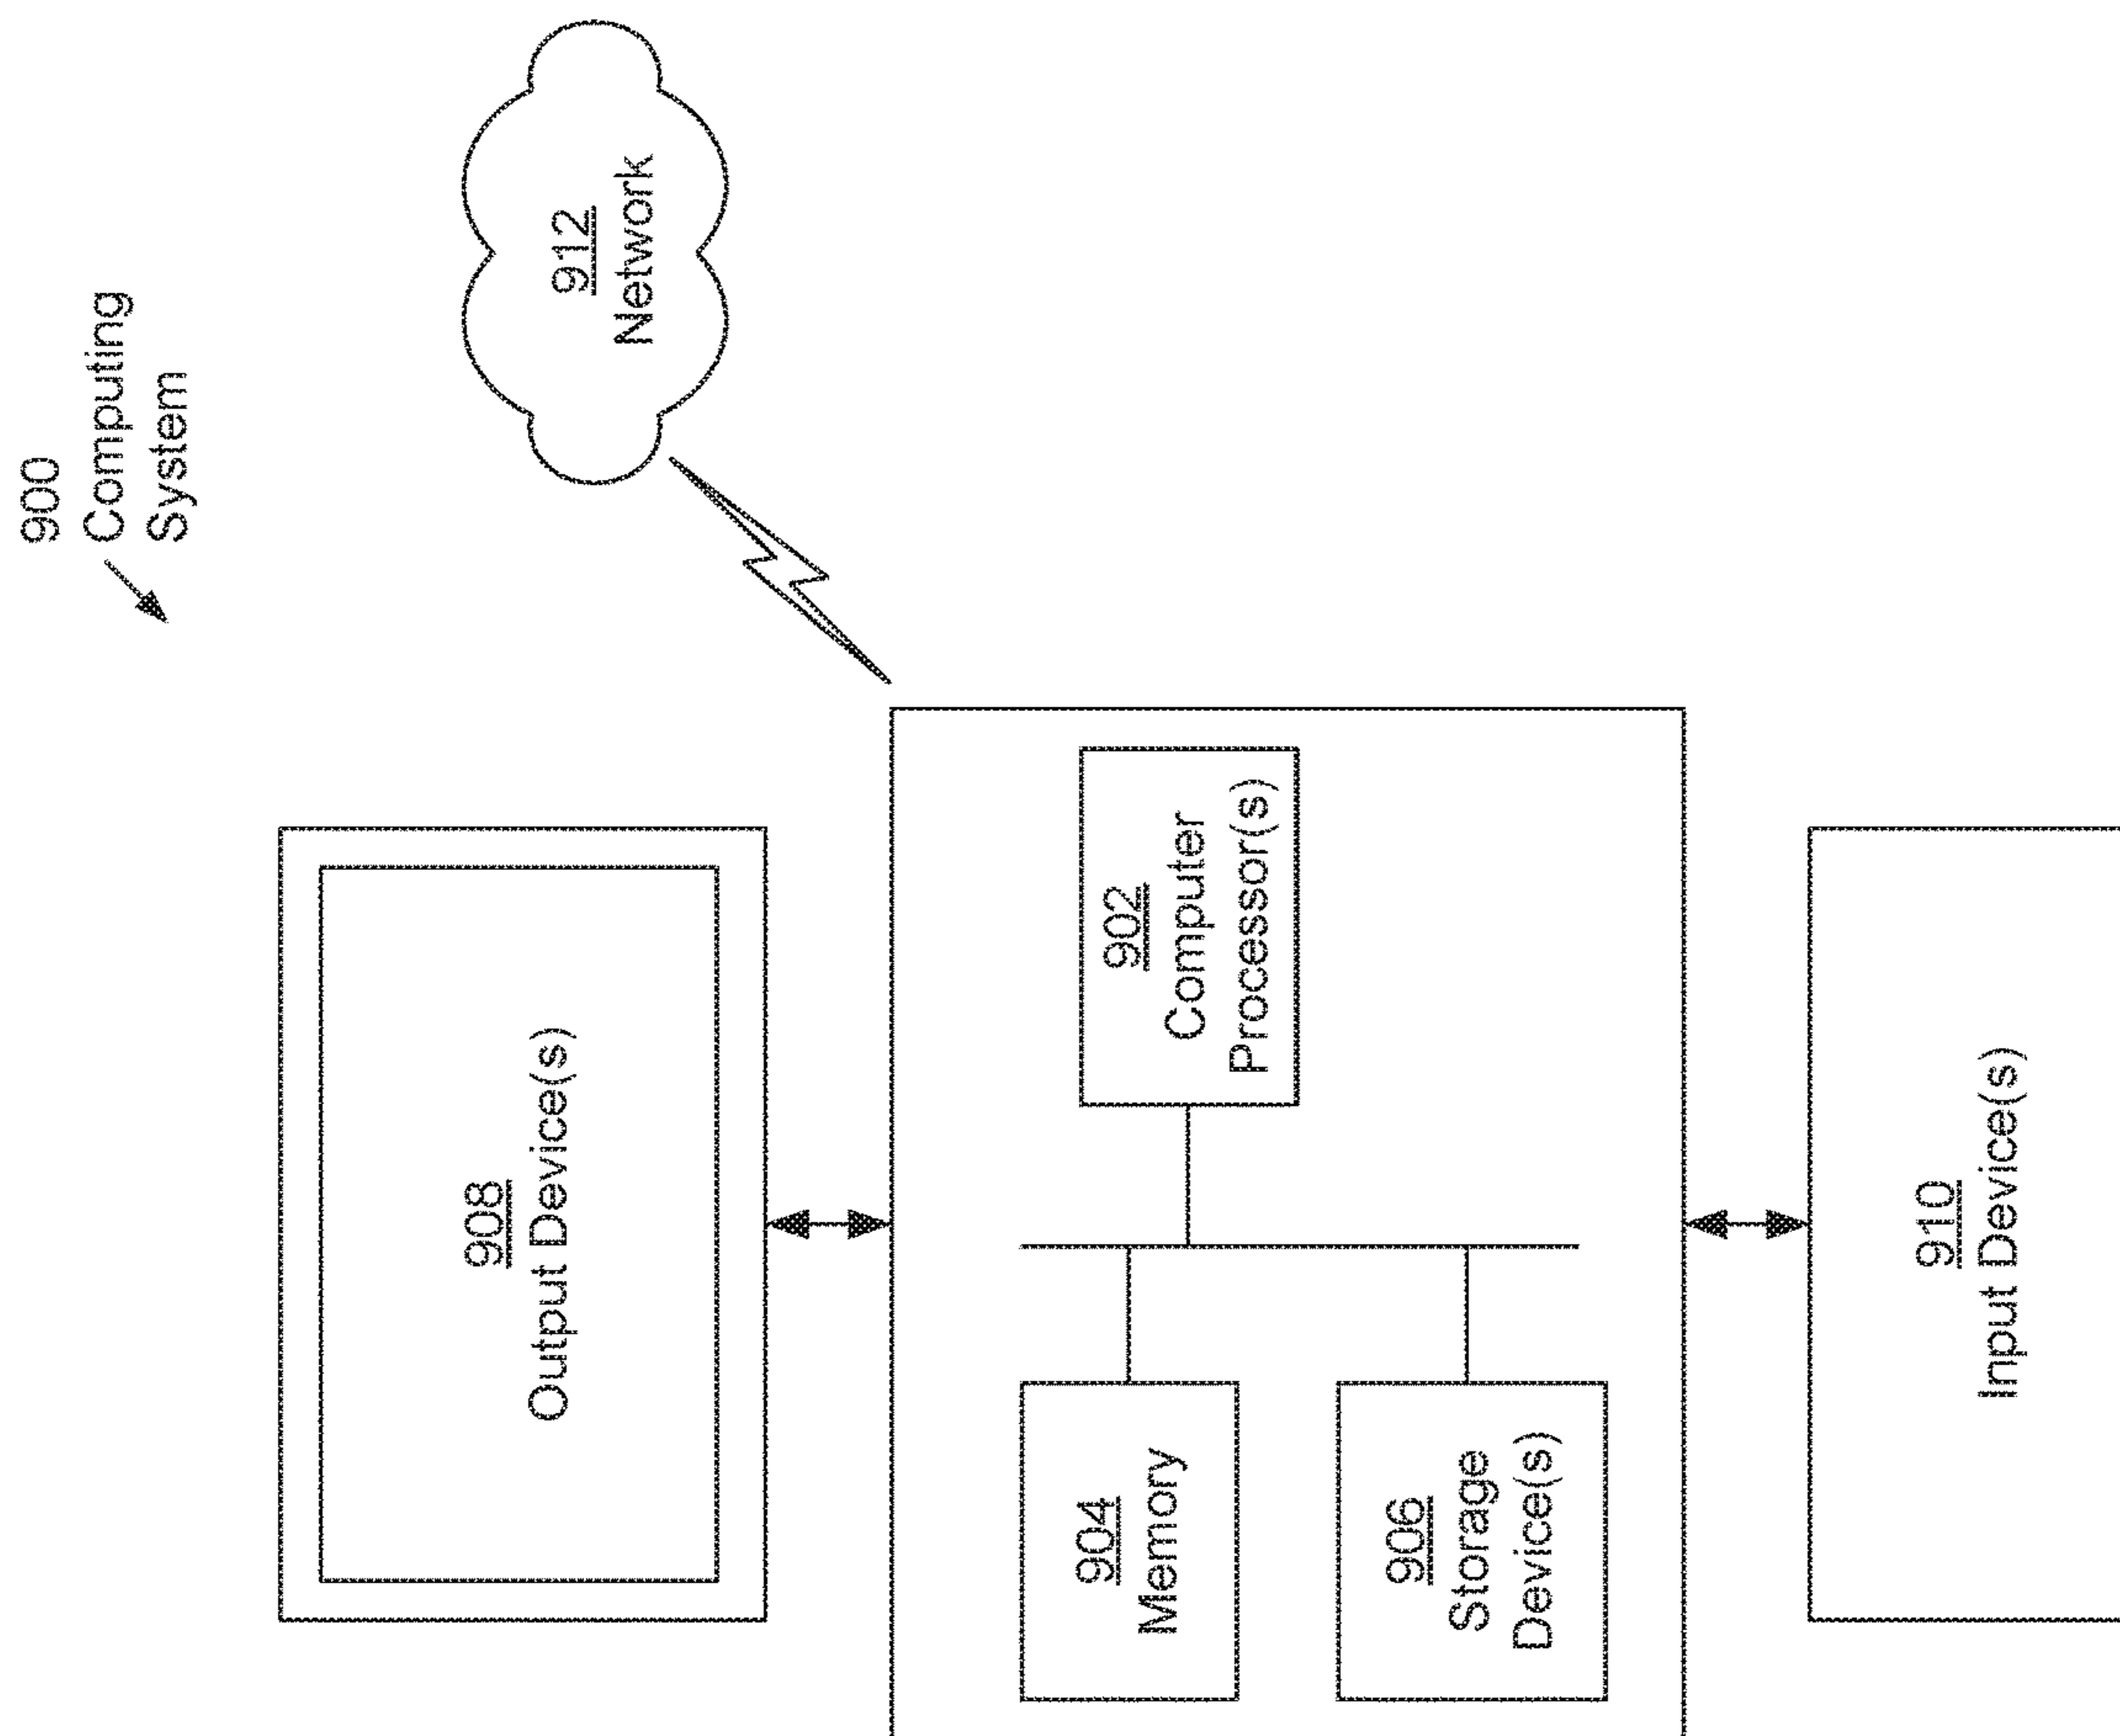 900
Computing
System
908
Output Device(s)
912
Network
904
Memory
902
Computer
Processor(s)
906
Storage
Device(s)
910
Input Device(s)